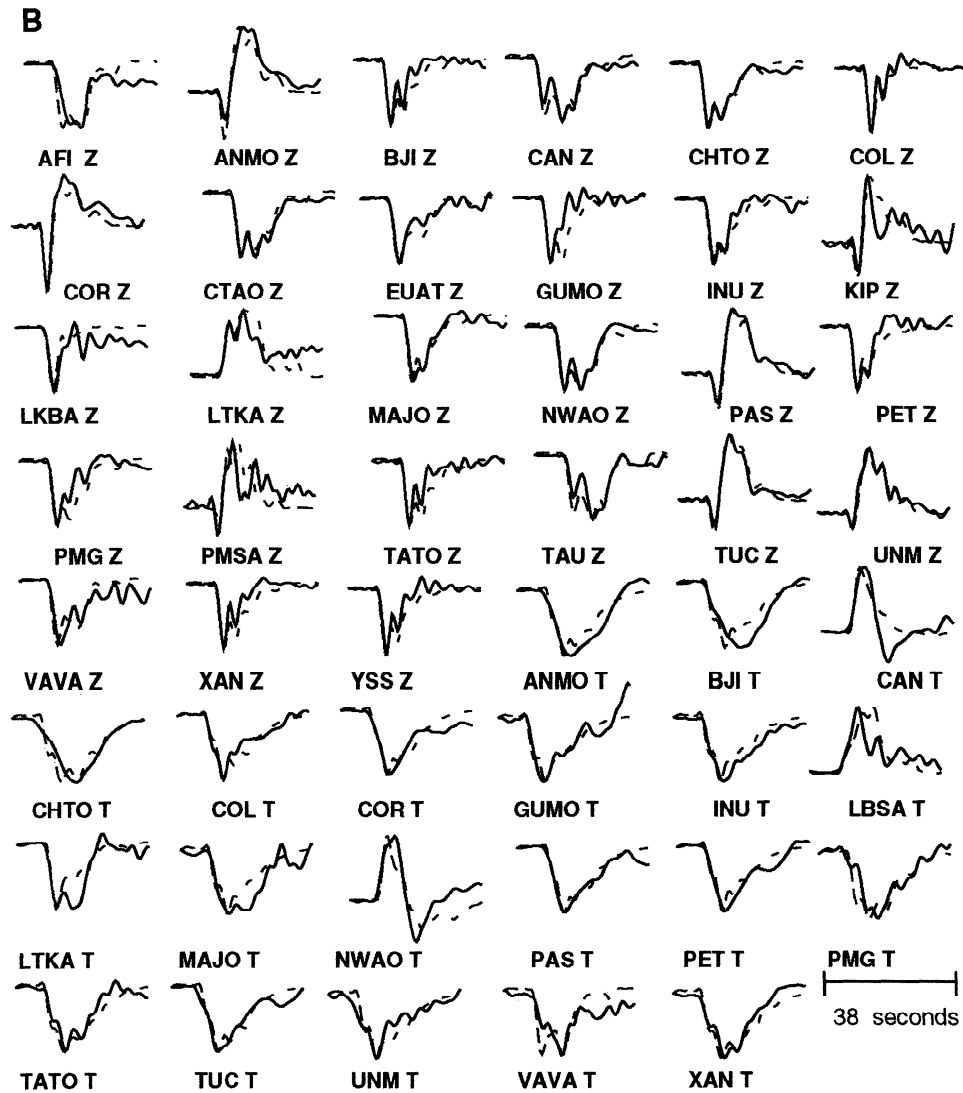 B
AFI Z ANMO Z BJI Z CAN Z CHTO Z COL Z
COR Z CTAO Z EUAT Z GUMO Z INU Z KIP Z
LKBA Z LTKA Z MAJO Z NWAO Z PAS Z PET Z
PMG Z PMSA Z TATO Z TAU Z TUC Z UNM Z
VAVA Z XAN Z YSS Z ANMO T BJI T CAN T
CHTO T COL T COR T GUMO T INU T LBSA T
LTKA T MAJO T NWAO T PAS T PET T PMG T
38 seconds
TATO T TUC T UNM T VAVA T XAN T